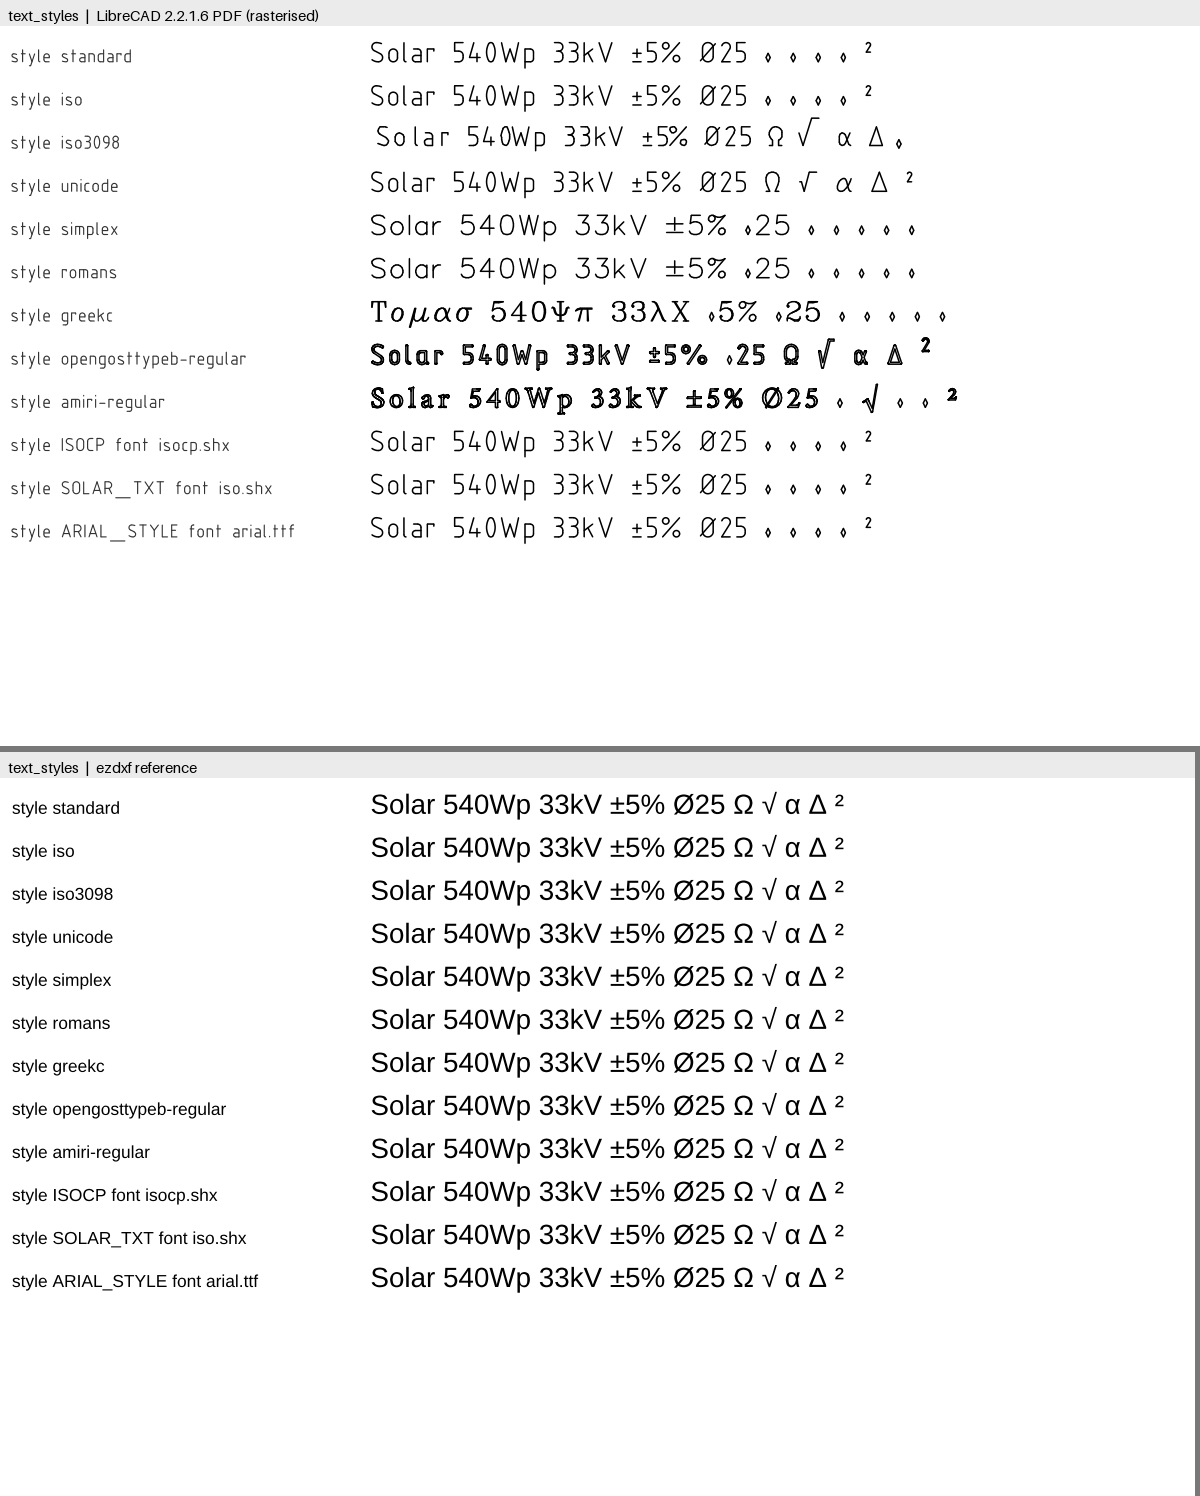 text_styles | LibreCAD 2.2.1.6 PDF (rasterised)
style standard Solar 540Wp 33kV ±5% Ø25 ⬨ ⬨ ⬨ ⬨ ²
style iso Solar 540Wp 33kV ±5% Ø25 ⬨ ⬨ ⬨ ⬨ ²
style iso3098 Solar 540Wp 33kV ±5% Ø25 Ω √ α Δ ⬨
style unicode Solar 540Wp 33kV ±5% Ø25 Ω √ α Δ ²
style simplex Solar 540Wp 33kV ±5% ⬨25 ⬨ ⬨ ⬨ ⬨ ⬨
style romans Solar 540Wp 33kV ±5% ⬨25 ⬨ ⬨ ⬨ ⬨ ⬨
style greekc Τομασ 540Ψπ 33λΧ ⬨5% ⬨25 ⬨ ⬨ ⬨ ⬨ ⬨
style opengosttypeb-regular Solar 540Wp 33kV ±5% ⬨25 Ω √ α Δ ²
style amiri-regular Solar 540Wp 33kV ±5% Ø25 ⬨ √ ⬨ ⬨ ²
style ISOCP font isocp.shx Solar 540Wp 33kV ±5% Ø25 ⬨ ⬨ ⬨ ⬨ ²
style SOLAR_TXT font iso.shx Solar 540Wp 33kV ±5% Ø25 ⬨ ⬨ ⬨ ⬨ ²
style ARIAL_STYLE font arial.ttf Solar 540Wp 33kV ±5% Ø25 ⬨ ⬨ ⬨ ⬨ ²
text_styles | ezdxf reference
style standard Solar 540Wp 33kV ±5% Ø25 Ω √ α Δ ²
style iso Solar 540Wp 33kV ±5% Ø25 Ω √ α Δ ²
style iso3098 Solar 540Wp 33kV ±5% Ø25 Ω √ α Δ ²
style unicode Solar 540Wp 33kV ±5% Ø25 Ω √ α Δ ²
style simplex Solar 540Wp 33kV ±5% Ø25 Ω √ α Δ ²
style romans Solar 540Wp 33kV ±5% Ø25 Ω √ α Δ ²
style greekc Solar 540Wp 33kV ±5% Ø25 Ω √ α Δ ²
style opengosttypeb-regular Solar 540Wp 33kV ±5% Ø25 Ω √ α Δ ²
style amiri-regular Solar 540Wp 33kV ±5% Ø25 Ω √ α Δ ²
style ISOCP font isocp.shx Solar 540Wp 33kV ±5% Ø25 Ω √ α Δ ²
style SOLAR_TXT font iso.shx Solar 540Wp 33kV ±5% Ø25 Ω √ α Δ ²
style ARIAL_STYLE font arial.ttf Solar 540Wp 33kV ±5% Ø25 Ω √ α Δ ²